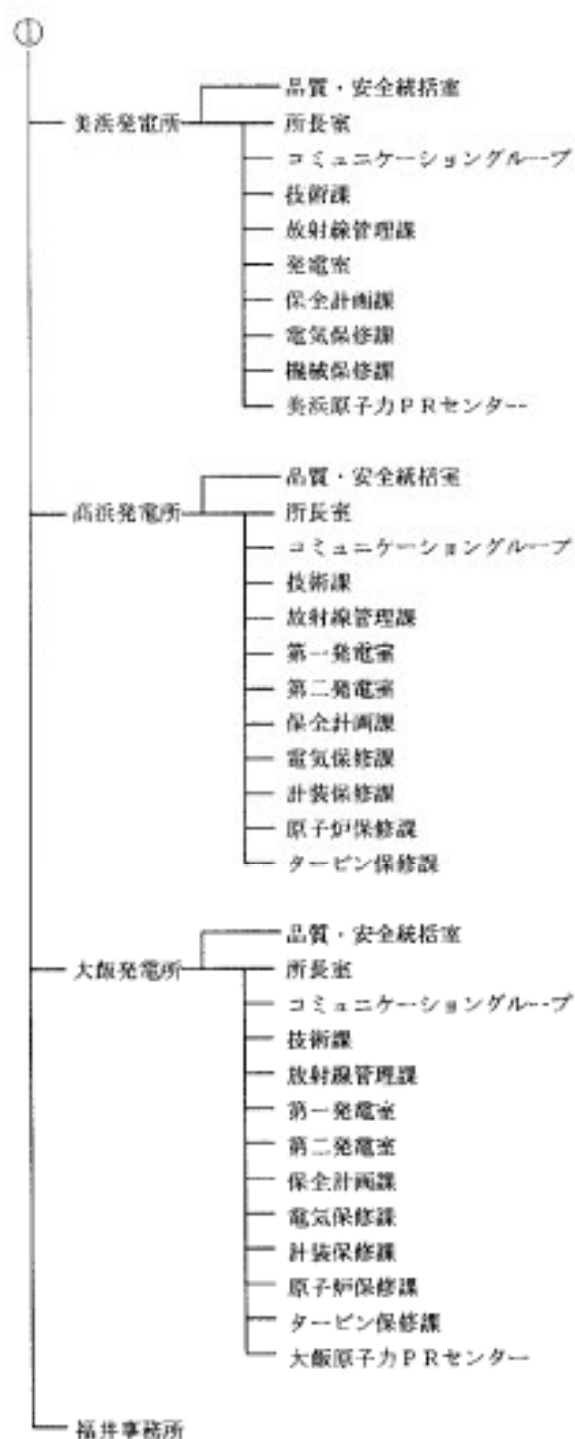 ①
品質・安全統括室
美浜発電所 所長室
コミュニケーショングループ
技術課
放射線管理課
発電室
保全計画課
電気保修課
機械保修課
美浜原子力PRセンター
品質・安全統括室
高浜発電所 所長室
コミュニケーショングループ
技術課
放射線管理課
第一発電室
第二発電室
保全計画課
電気保修課
計装保修課
原子炉保修課
タービン保修課
品質・安全統括室
大飯発電所 所長室
コミュニケーショングループ
技術課
放射線管理課
第一発電室
第二発電室
保全計画課
電気保修課
計装保修課
原子炉保修課
タービン保修課
大飯原子力PRセンター
福井事務所